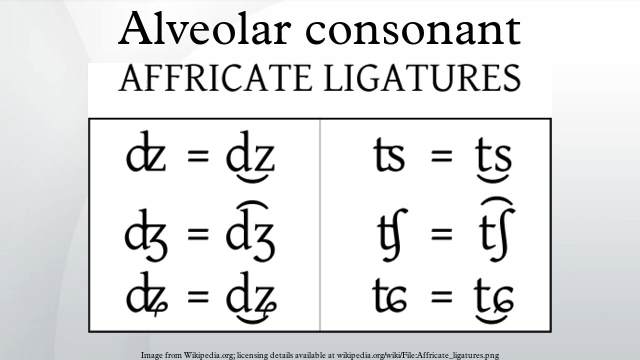 Alveolar consonant
AFFRICATE LIGATURES
ʣ = d͜z ʦ = t͜s
ʤ = d͡ʒ ʧ = t͡ʃ
ʥ = d͜ʑ ʨ = t͜ɕ
Image from Wikipedia.org; licensing details available at wikipedia.org/wiki/File:Affricate_ligatures.png